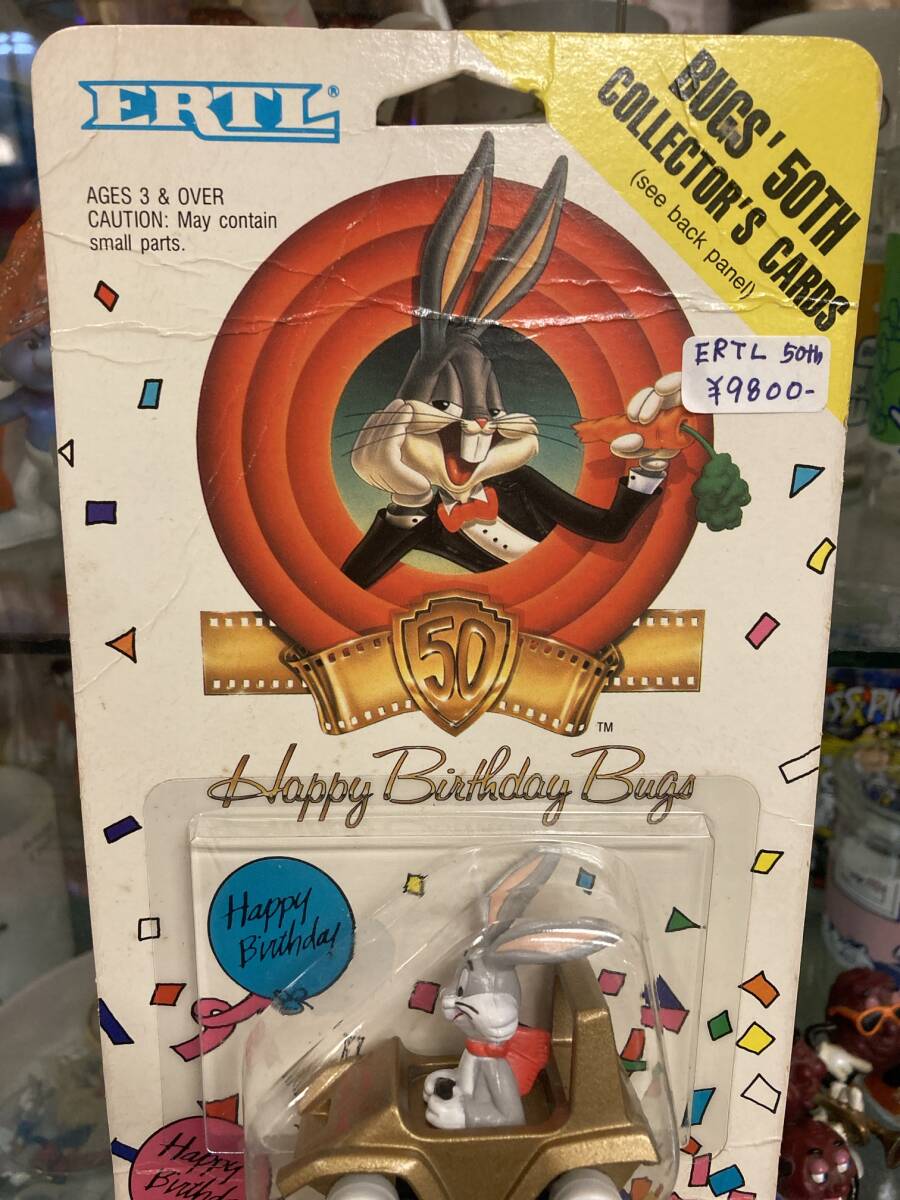 ERTL®
AGES 3 & OVER
CAUTION: May contain
small parts.
BUGS' 50TH
COLLECTOR'S CARDS
(see back panel)
ERTL 50th
¥9800-
50
TM
Happy Birthday Bugs
Happy
Birthday
Happy